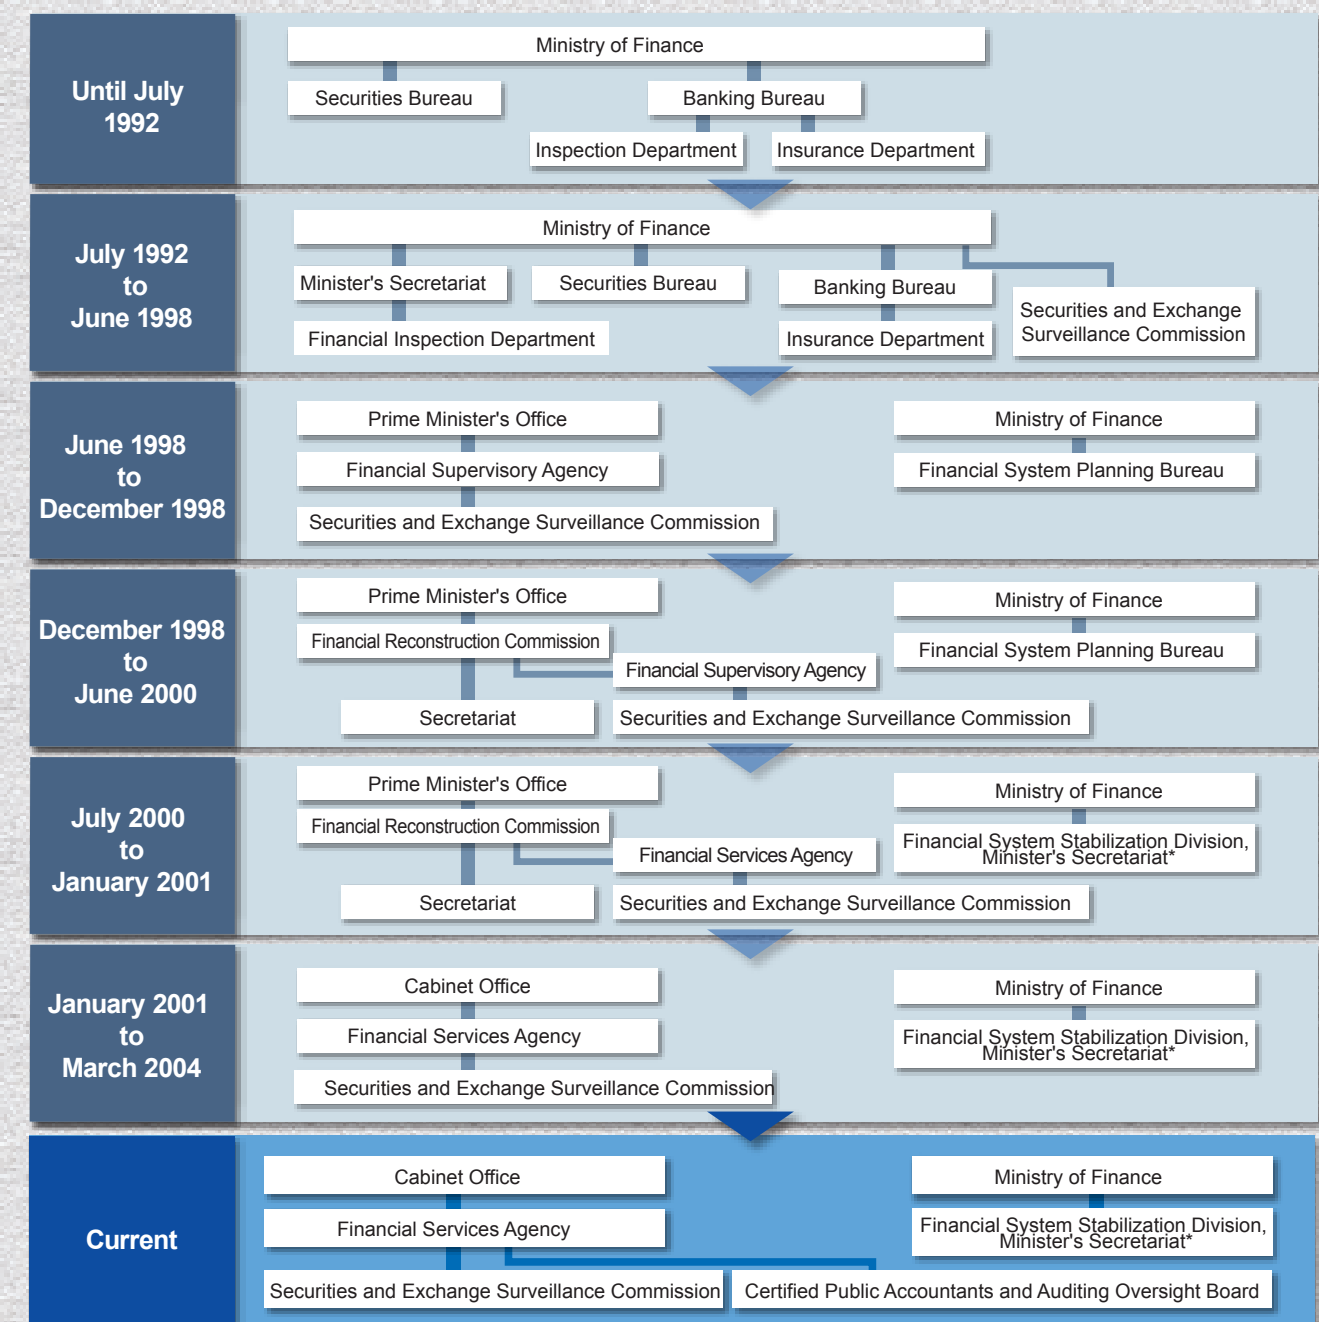 Until July
1992
Ministry of Finance
Securities Bureau
Banking Bureau
Inspection Department
Insurance Department
July 1992
to
June 1998
Ministry of Finance
Minister's Secretariat
Securities Bureau
Banking Bureau
Securities and Exchange
Surveillance Commission
Financial Inspection Department
Insurance Department
June 1998
to
December 1998
Prime Minister's Office
Ministry of Finance
Financial Supervisory Agency
Financial System Planning Bureau
Securities and Exchange Surveillance Commission
December 1998
to
June 2000
Prime Minister's Office
Ministry of Finance
Financial Reconstruction Commission
Financial System Planning Bureau
Financial Supervisory Agency
Secretariat
Securities and Exchange Surveillance Commission
July 2000
to
January 2001
Prime Minister's Office
Ministry of Finance
Financial Reconstruction Commission
Financial System Stabilization Division,
Minister's Secretariat*
Financial Services Agency
Secretariat
Securities and Exchange Surveillance Commission
January 2001
to
March 2004
Cabinet Office
Ministry of Finance
Financial Services Agency
Financial System Stabilization Division,
Minister's Secretariat*
Securities and Exchange Surveillance Commission
Current
Cabinet Office
Ministry of Finance
Financial Services Agency
Financial System Stabilization Division,
Minister's Secretariat*
Securities and Exchange Surveillance Commission
Certified Public Accountants and Auditing Oversight Board